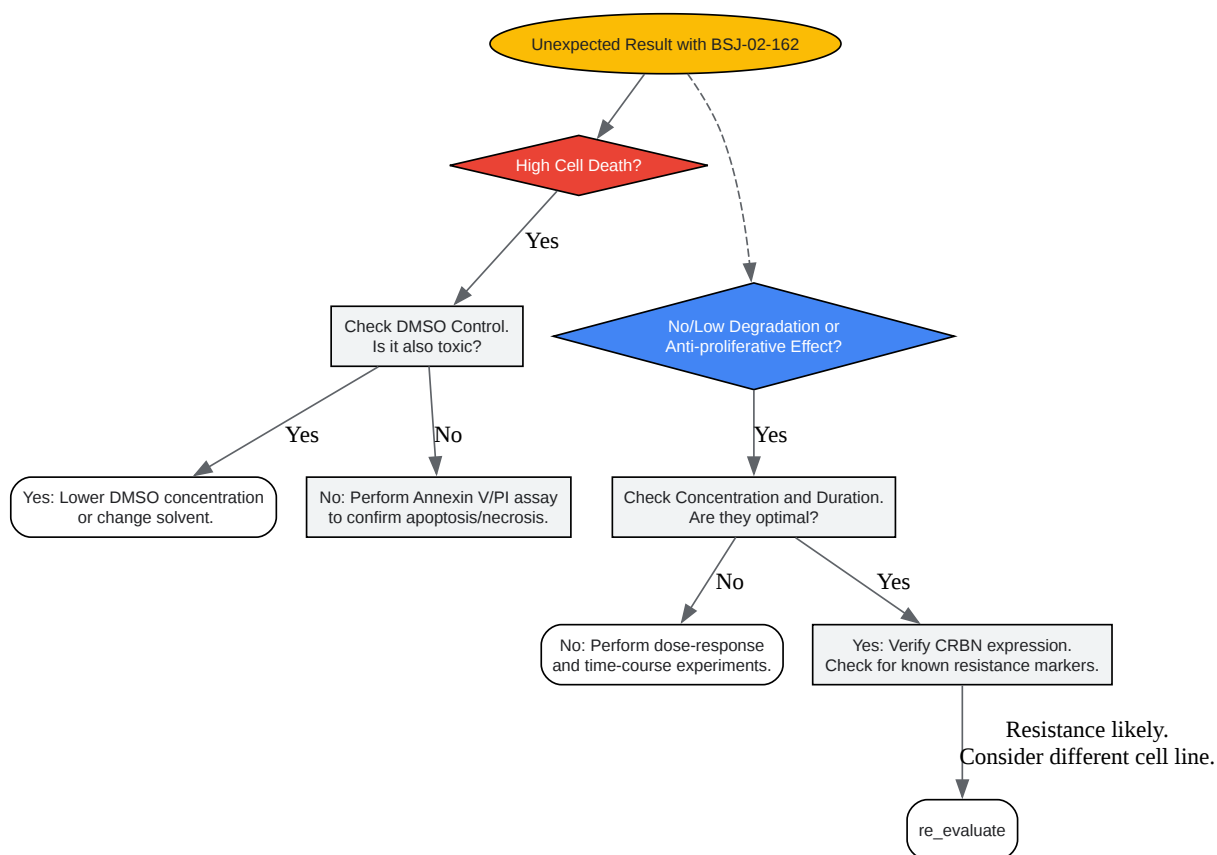 Unexpected Result with BSJ-02-162
High Cell Death?
Yes
Check DMSO Control.
Is it also toxic?
No/Low Degradation or
Anti-proliferative Effect?
Yes
No
Yes
Yes: Lower DMSO concentration
or change solvent.
No: Perform Annexin V/PI assay
to confirm apoptosis/necrosis.
Check Concentration and Duration.
Are they optimal?
No
Yes
No: Perform dose-response
and time-course experiments.
Yes: Verify CRBN expression.
Check for known resistance markers.
Resistance likely.
Consider different cell line.
re_evaluate